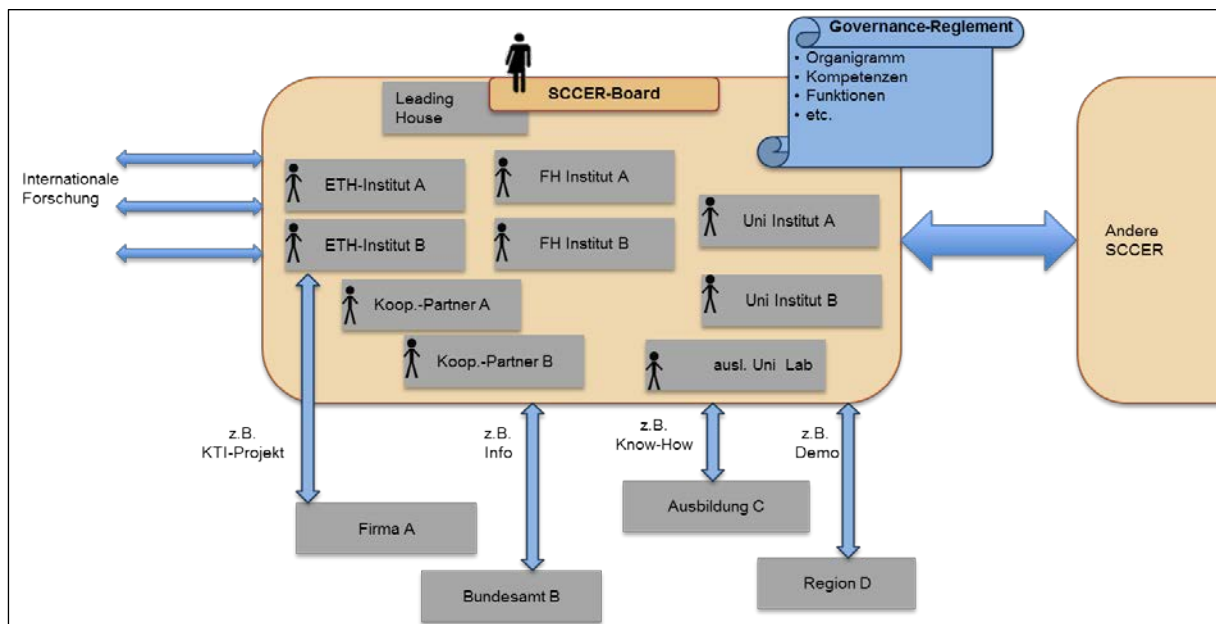 Governance-Reglement
• Organigramm
• Kompetenzen
• Funktionen
• etc.
SCCER-Board
Leading
House
Internationale
Forschung
ETH-Institut A
FH Institut A
Uni Institut A
ETH-Institut B
FH Institut B
Uni Institut B
Koop.-Partner A
Koop.-Partner B
ausl. Uni Lab
Andere
SCCER
z.B.
KTI-Projekt
z.B.
Info
z.B.
Know-How
z.B.
Demo
Firma A
Bundesamt B
Ausbildung C
Region D